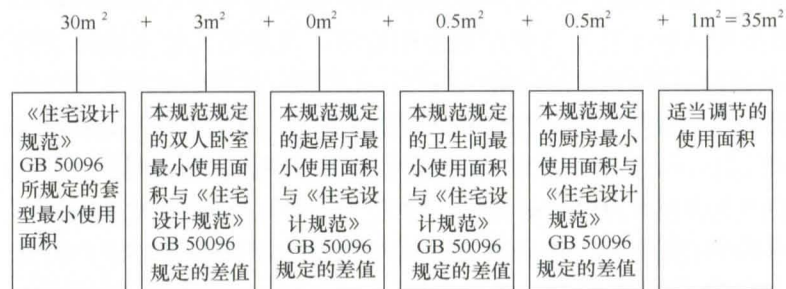 30m² + 3m² + 0m² + 0.5m² + 0.5m² + 1m² = 35m²
《住宅设计
规范》
GB 50096
所规定的套
型最小使用
面积
本规范规定
的双人卧室
最小使用面
积与《住宅
设计规范》
GB 50096
规定的差值
本规范规定
的起居厅最
小使用面积
与《住宅设
计规范》
GB 50096
规定的差值
本规范规定
的卫生间最
小使用面积
与《住宅设
计规范》
GB 50096
规定的差值
本规范规定
的厨房最小
使用面积与
《住宅设计
规范》
GB 50096
规定的差值
适当调节的
使用面积